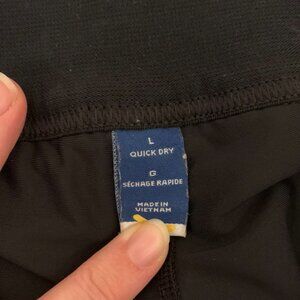 L
QUICK DRY
G
SÉCHAGE RAPIDE
MADE IN
VIETNAM